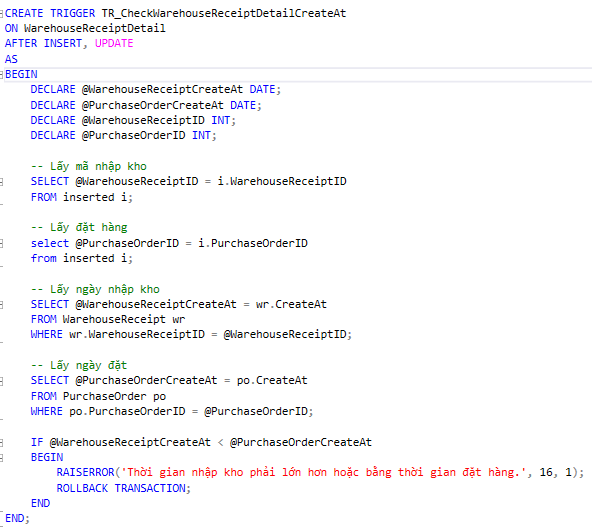 CREATE TRIGGER TR_CheckWarehouseReceiptDetailCreateAt
ON WarehouseReceiptDetail
AFTER INSERT, UPDATE
AS
BEGIN
    DECLARE @WarehouseReceiptCreateAt DATE;
    DECLARE @PurchaseOrderCreateAt DATE;
    DECLARE @WarehouseReceiptID INT;
    DECLARE @PurchaseOrderID INT;

    -- Lấy mã nhập kho
    SELECT @WarehouseReceiptID = i.WarehouseReceiptID
    FROM inserted i;

    -- Lấy đặt hàng
    select @PurchaseOrderID = i.PurchaseOrderID
    from inserted i;

    -- Lấy ngày nhập kho
    SELECT @WarehouseReceiptCreateAt = wr.CreateAt
    FROM WarehouseReceipt wr
    WHERE wr.WarehouseReceiptID = @WarehouseReceiptID;

    -- Lấy ngày đặt
    SELECT @PurchaseOrderCreateAt = po.CreateAt
    FROM PurchaseOrder po
    WHERE po.PurchaseOrderID = @PurchaseOrderID;

    IF @WarehouseReceiptCreateAt < @PurchaseOrderCreateAt
    BEGIN
        RAISERROR('Thời gian nhập kho phải lớn hơn hoặc bằng thời gian đặt hàng.', 16, 1);
        ROLLBACK TRANSACTION;
    END
END;